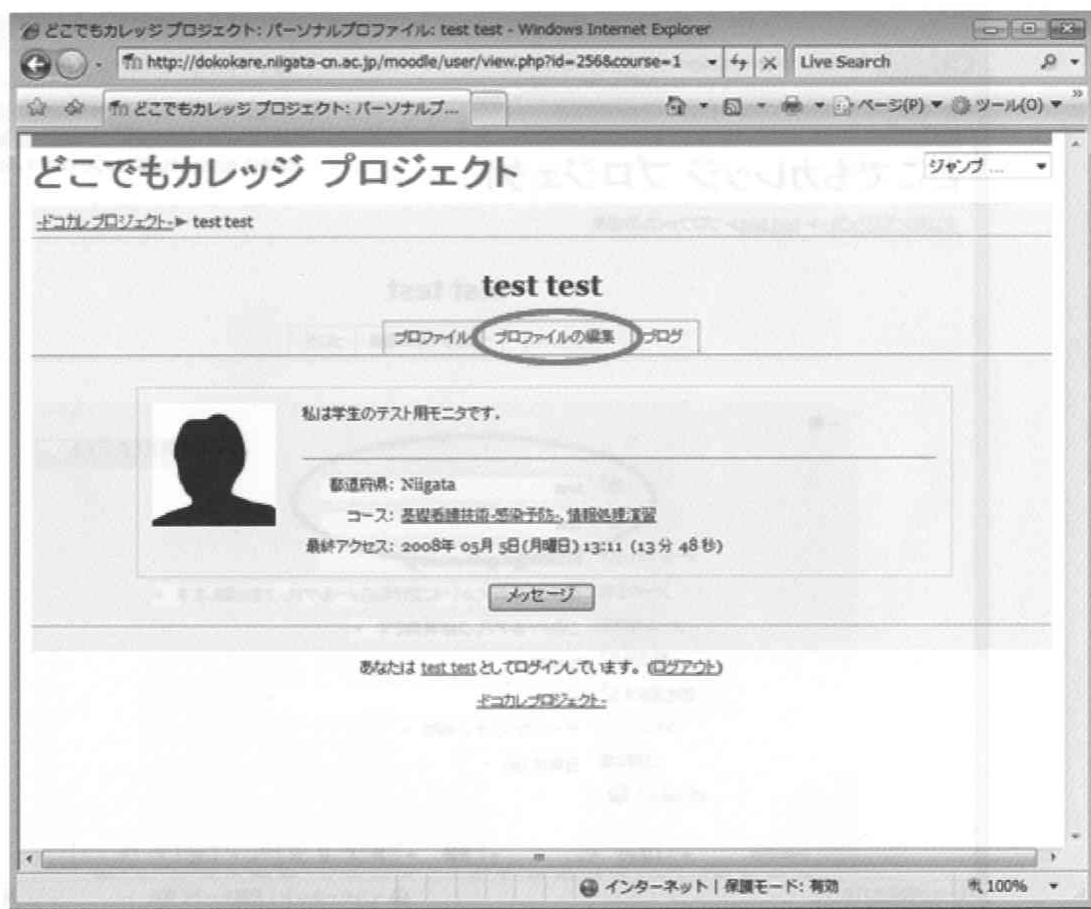 どこでもカレッジ プロジェクト: パーソナルプロファイル: test test - Windows Internet Explorer
http://dokokare.niigata-cn.ac.jp/moodle/user/view.php?id=256&course=1
Live Search
どこでもカレッジ プロジェクト: パーソナルプ...
ページ(P) ツール(O) »
どこでもカレッジ プロジェクト
ジャンプ ...
-ドコカレプロジェクト-► test test
test test
プロファイル プロファイルの編集 ブログ
私は学生のテスト用モニタです.
都道府県: Niigata
コース: 基礎看護技術-感染予防-, 情報処理演習
最終アクセス: 2008年 05月 5日(月曜日) 13:11 (13 分 48 秒)
メッセージ
あなたは test test としてログインしています。(ログアウト)
-ドコカレプロジェクト-
インターネット | 保護モード: 有効
100%